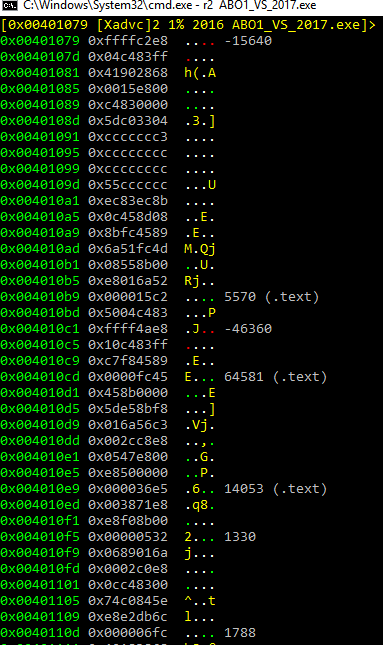 C:\Windows\System32\cmd.exe - r2 ABO1_VS_2017.exe
[0x00401079 [Xadvc]2 1% 2016 ABO1_VS_2017.exe]>
0x00401079 0xffffc2e8 .... -15640
0x0040107d 0x04c483ff ....
0x00401081 0x41902868 h(.A
0x00401085 0x0015e800 ....
0x00401089 0xc4830000 ....
0x0040108d 0x5dc03304 .3.]
0x00401091 0xccccccc3 ....
0x00401095 0xcccccccc ....
0x00401099 0xcccccccc ....
0x0040109d 0x55cccccc ...U
0x004010a1 0xec83ec8b ....
0x004010a5 0x0c458d08 ..E.
0x004010a9 0x8bfc4589 .E..
0x004010ad 0x6a51fc4d M.Qj
0x004010b1 0x08558b00 ..U.
0x004010b5 0xe8016a52 Rj..
0x004010b9 0x000015c2 .... 5570 (.text)
0x004010bd 0x5004c483 ...P
0x004010c1 0xffff4ae8 .J.. -46360
0x004010c5 0x10c483ff ....
0x004010c9 0xc7f84589 .E..
0x004010cd 0x0000fc45 E... 64581 (.text)
0x004010d1 0x458b0000 ...E
0x004010d5 0x5de58bf8 ...]
0x004010d9 0x016a56c3 .Vj.
0x004010dd 0x002cc8e8 ..,.
0x004010e1 0x0547e800 ..G.
0x004010e5 0xe8500000 ..P.
0x004010e9 0x000036e5 .6.. 14053 (.text)
0x004010ed 0x003871e8 .q8.
0x004010f1 0xe8f08b00 ....
0x004010f5 0x00000532 2... 1330
0x004010f9 0x0689016a j...
0x004010fd 0x0002c0e8 ....
0x00401101 0x0cc48300 ....
0x00401105 0x74c0845e ^..t
0x00401109 0xe8e2db6c l...
0x0040110d 0x000006fc .... 1788